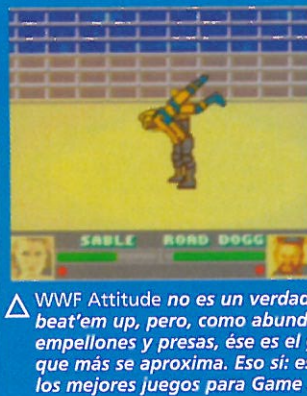 SABLE ROAD DOGG
WWF Attitude no es un verdad
beat'em up, pero, como abund
empellones y presas, ése es el
que más se aproxima. Eso sí: e
los mejores juegos para Game